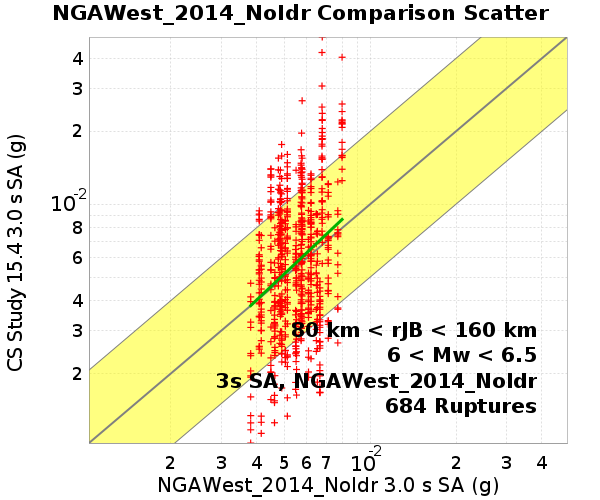 NGAWest_2014_NoIdr Comparison Scatter
CS Study 15.4 3.0 s SA (g)
4
3
2
10-2
8
6
4
3
2
80 km < rJB < 160 km
6 < Mw < 6.5
3s SA, NGAWest_2014_NoIdr
684 Ruptures
2 3 4 5 6 7 10-2 2 3 4
NGAWest_2014_NoIdr 3.0 s SA (g)